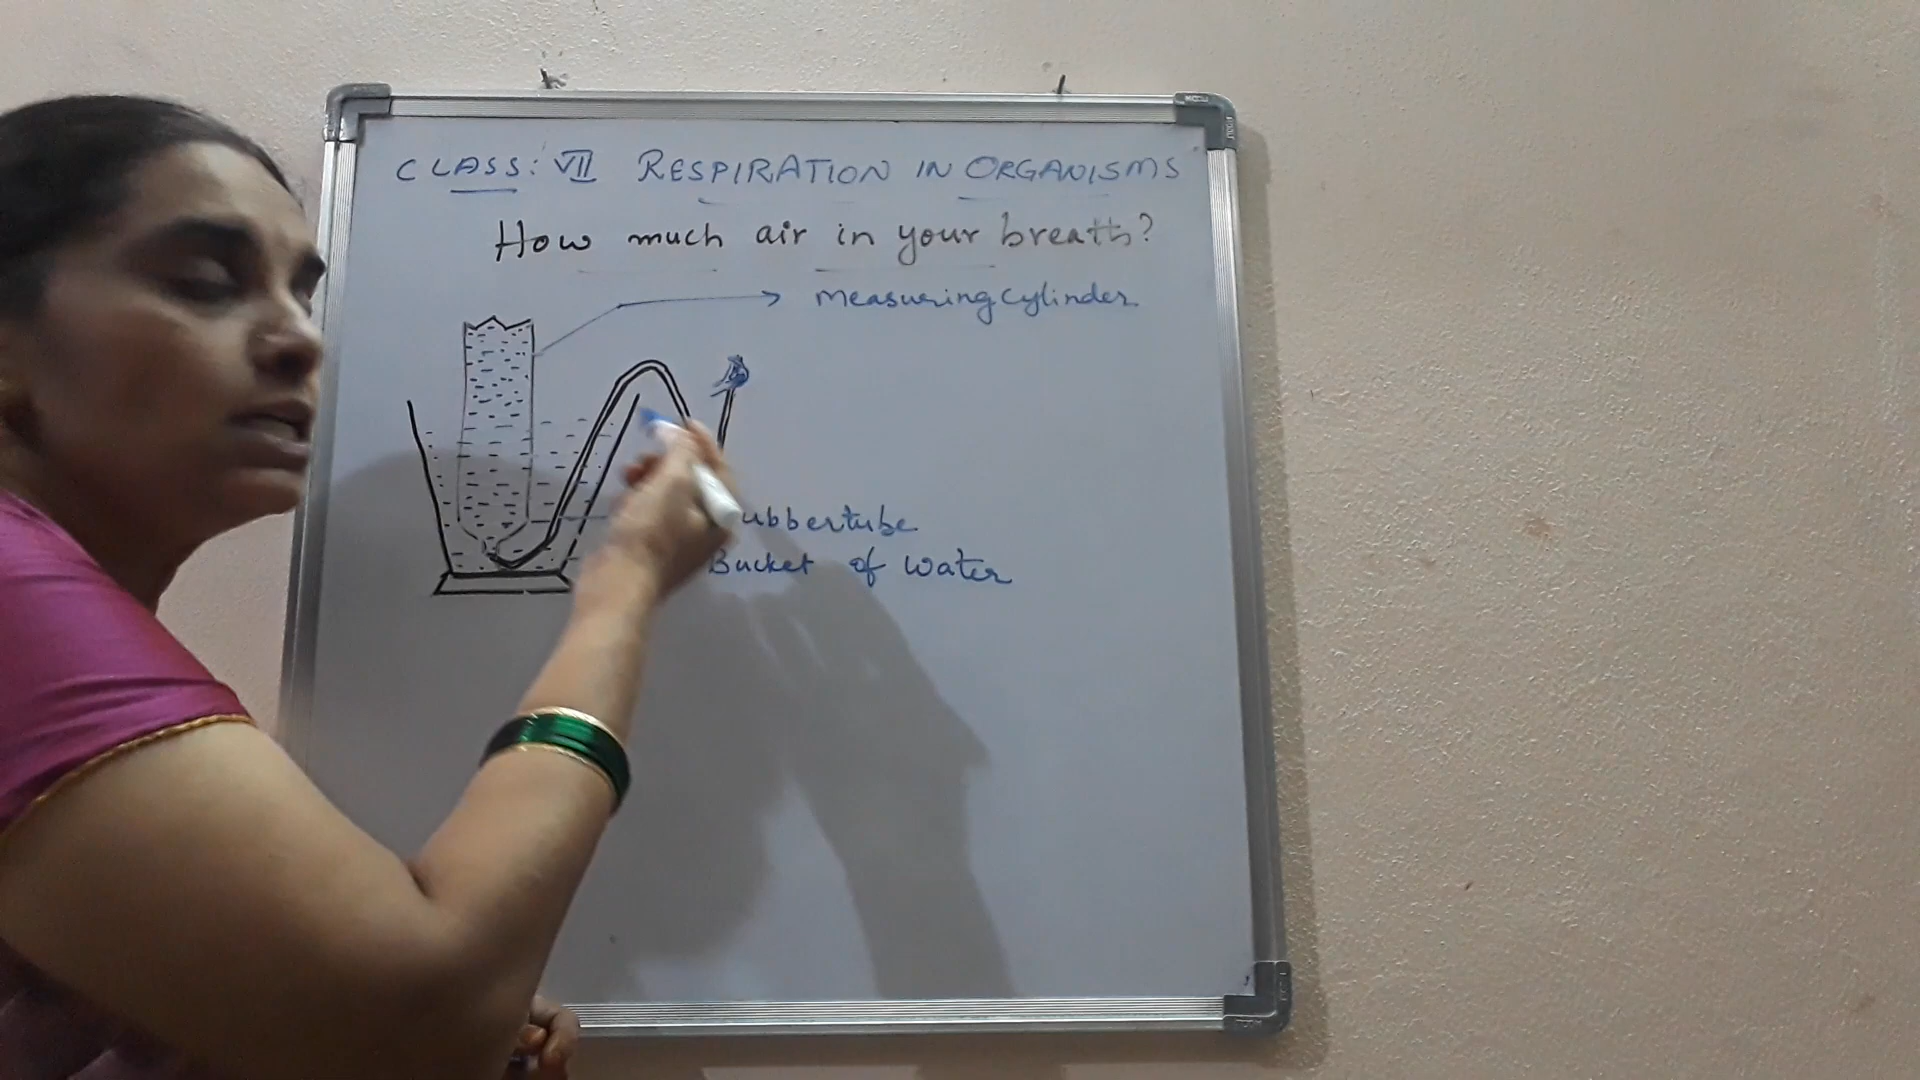 CLASS: VII RESPIRATION IN ORGANISMS
How much air in your breath?
measuring cylinder
ubbertube
Bucket of water